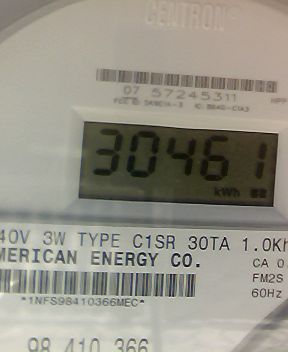 CENTRON®
07 57245311
30461
kWh
40V 3W TYPE C1SR 30TA 1.0Kh
MERICAN ENERGY CO. CA 0
FM2S
*1NFS98410366MEC* 60Hz
98 410 366